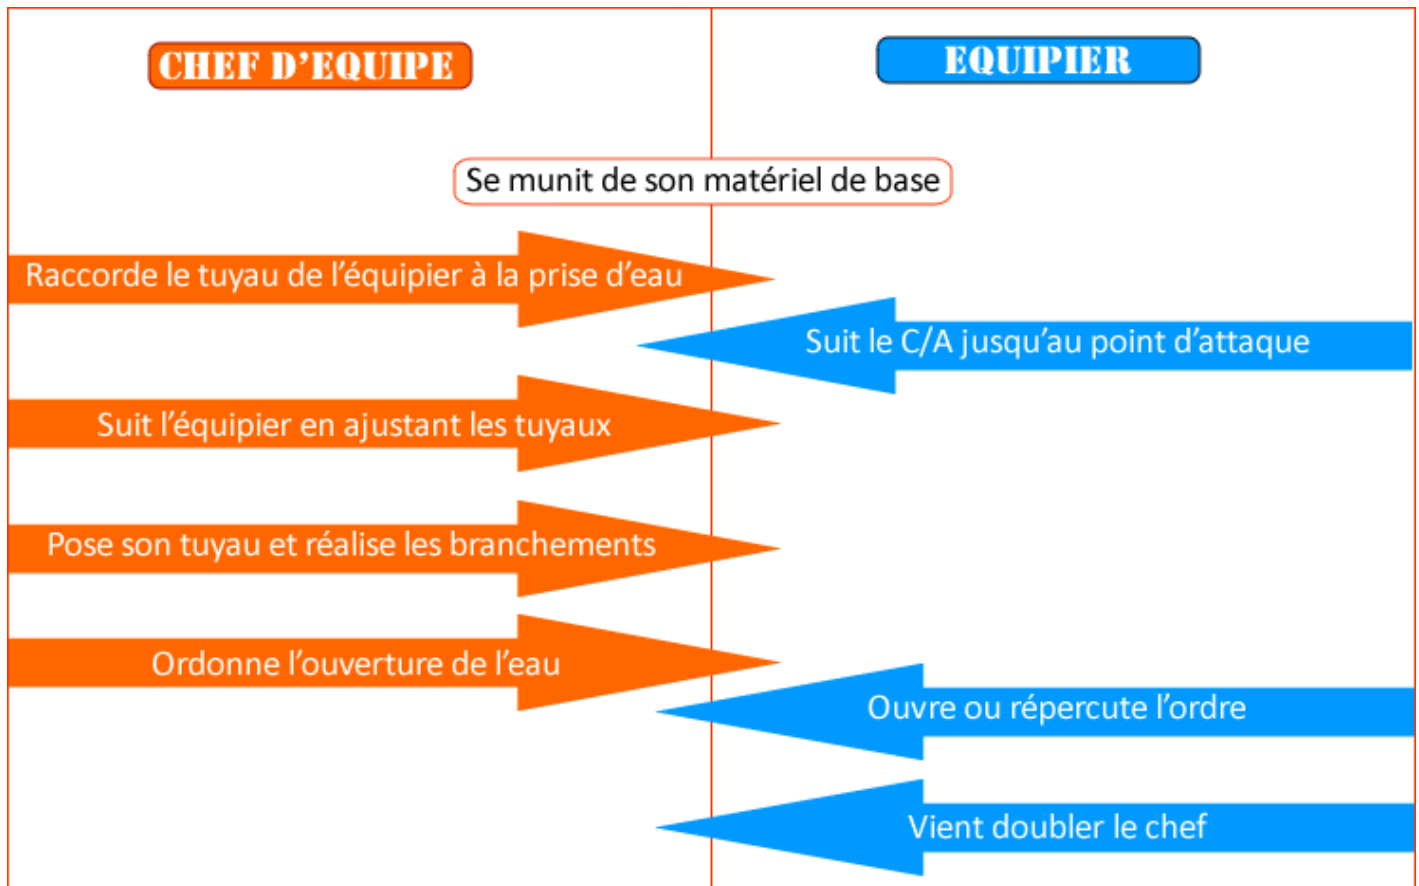 CHEF D’EQUIPE
EQUIPIER
Se munit de son matériel de base
Raccorde le tuyau de l’équipier à la prise d’eau
Suit le C/A jusqu’au point d’attaque
Suit l’équipier en ajustant les tuyaux
Pose son tuyau et réalise les branchements
Ordonne l’ouverture de l’eau
Ouvre ou répercute l’ordre
Vient doubler le chef